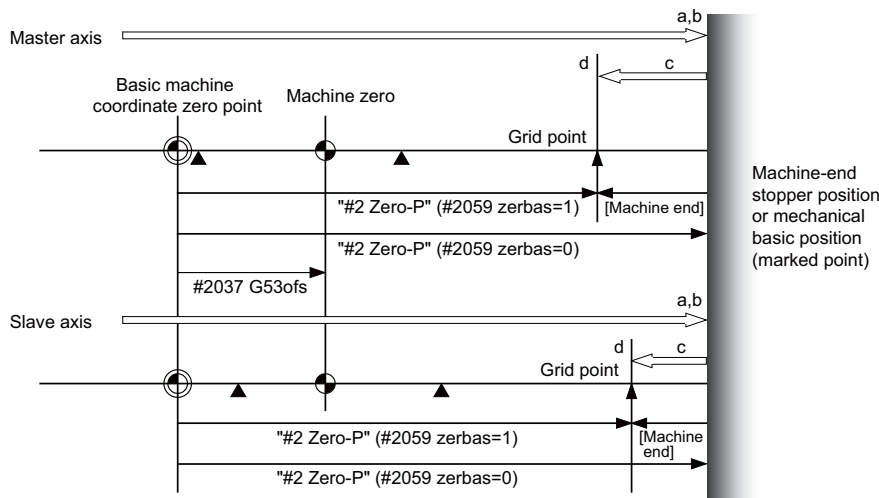 a,b
Master axis
d
c
Basic machine
coordinate zero point
Machine zero
Grid point
"#2 Zero-P" (#2059 zerbas=1)
[Machine end]
"#2 Zero-P" (#2059 zerbas=0)
#2037 G53ofs
Machine-end
stopper position
or mechanical
basic position
(marked point)
a,b
Slave axis
d
c
Grid point
"#2 Zero-P" (#2059 zerbas=1)
[Machine
end]
"#2 Zero-P" (#2059 zerbas=0)